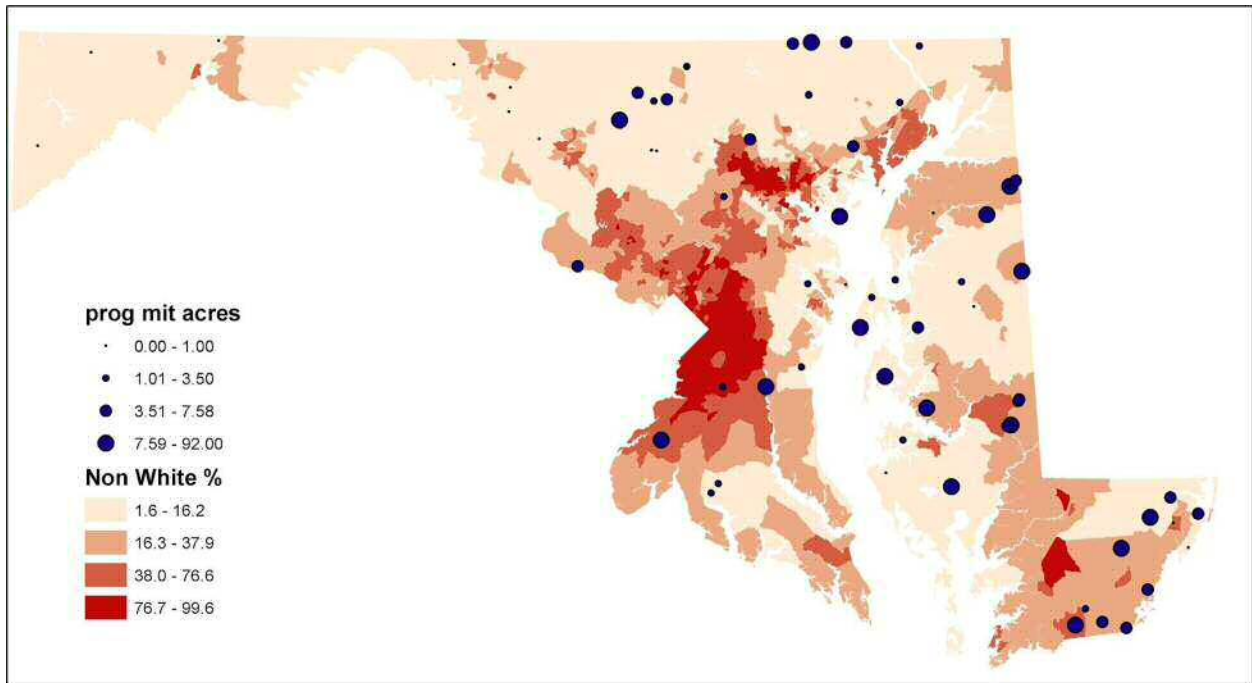 prog mit acres
0.00 - 1.00
1.01 - 3.50
3.51 - 7.58
7.59 - 92.00
Non White %
1.6 - 16.2
16.3 - 37.9
38.0 - 76.6
76.7 - 99.6